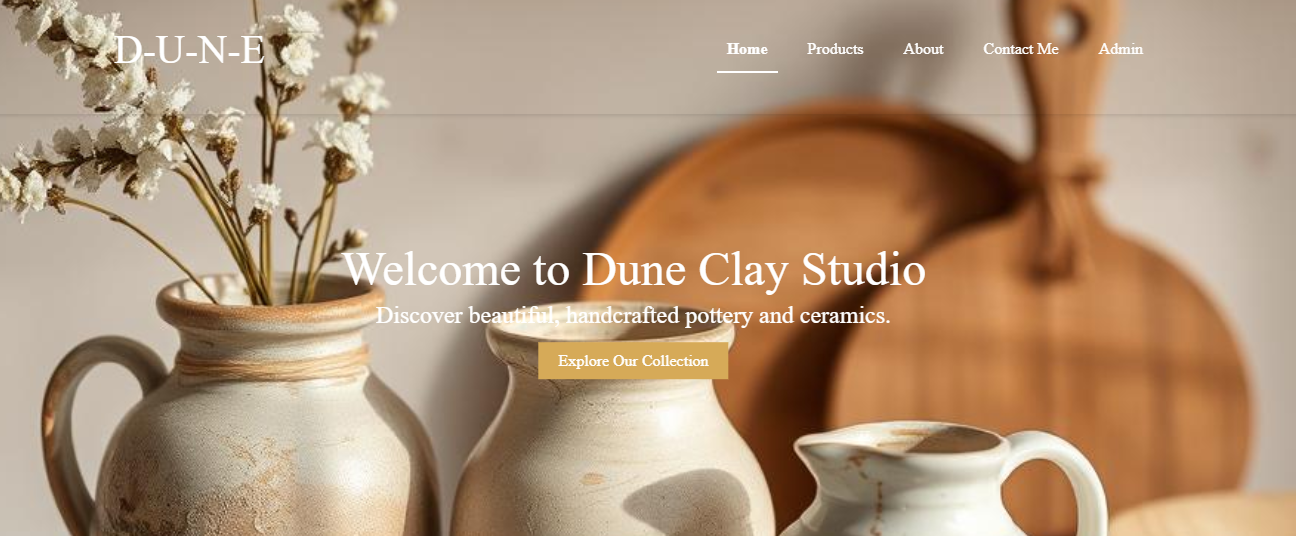 D-U-N-E
Home Products About Contact Me Admin
Welcome to Dune Clay Studio
Discover beautiful, handcrafted pottery and ceramics.
Explore Our Collection